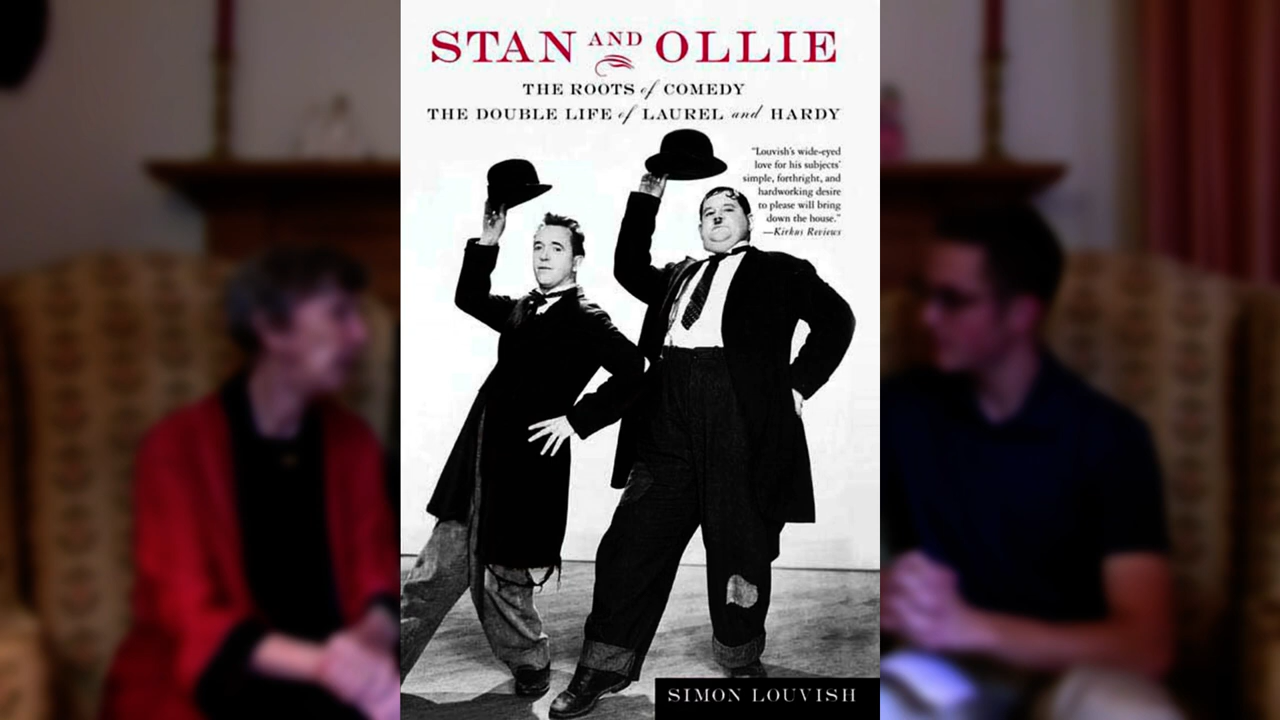 STAN AND OLLIE
THE ROOTS of COMEDY
THE DOUBLE LIFE of LAUREL and HARDY
"Louvish's wide-eyed
love for his subjects'
simple, forthright, and
hardworking desire
to please will bring
down the house."
—Kirkus Reviews
SIMON LOUVISH